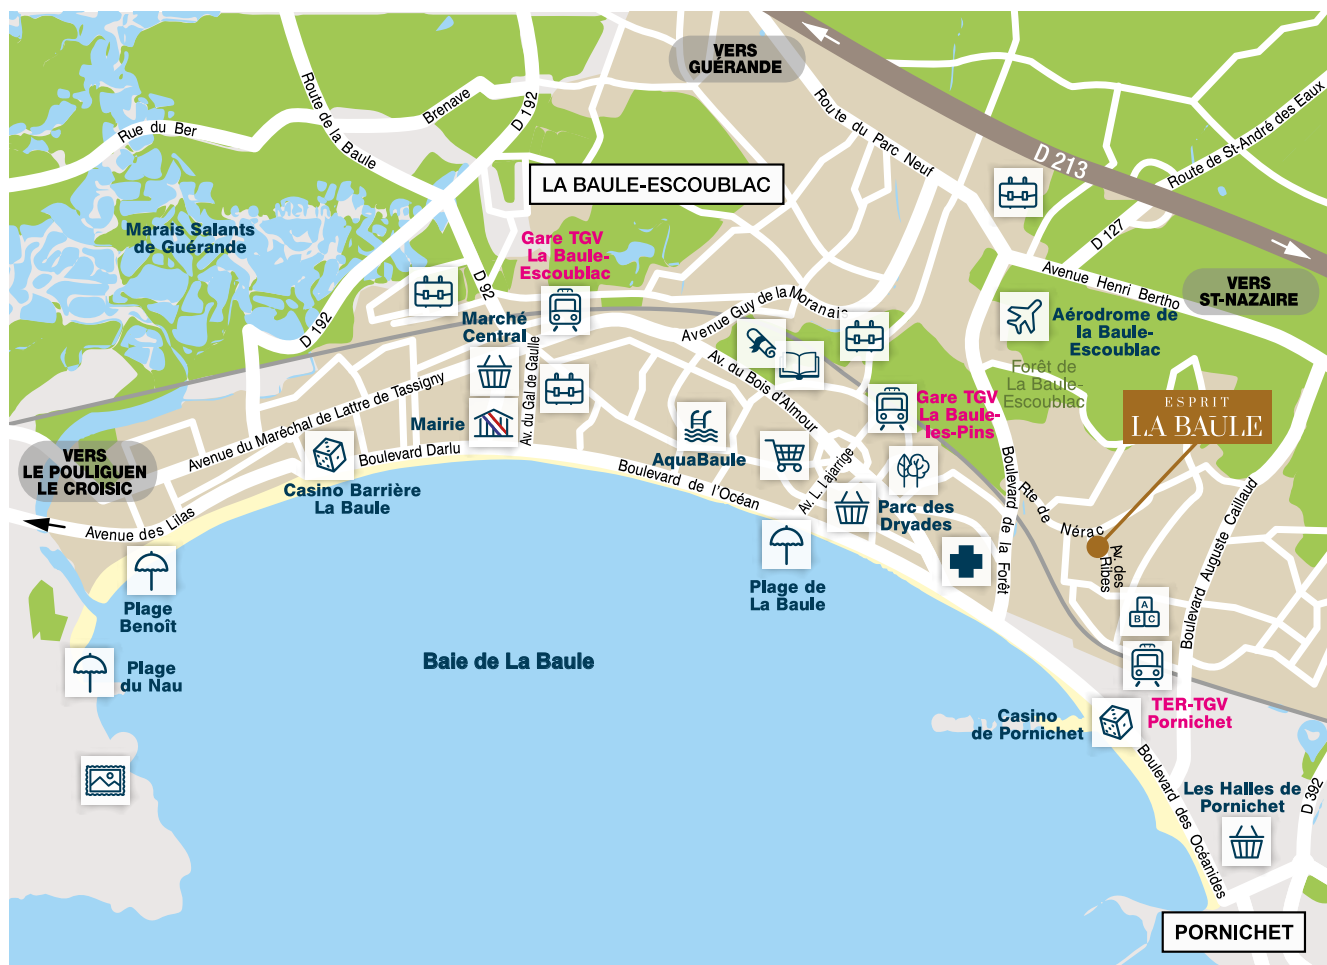 VERS
GUÉRANDE
Route de la Baule
Brenave
D 192
Rue du Ber
Route du Parc Neuf
D 213
Route de St-André des Eaux
LA BAULE-ESCOUBLAC
Marais Salants
de Guérande
Gare TGV
La Baule-
Escoublac
D 127
Avenue Henri Bertho
VERS
ST-NAZAIRE
D 92
D 192
Marché
Central
Avenue Guy de la Moranais
Aérodrome de
la Baule-
Escoublac
Forêt de
La Baule-
Escoublac
Av. du Bois d'Almour
Av. du Gal de Gaulle
Avenue du Maréchal de Lattre de Tassigny
Gare TGV
La Baule-
les-Pins
ESPRIT
LA BAULE
Mairie
Boulevard Darlu
AquaBaule
Boulevard de l'Océan
Av. L. Lajarrige
VERS
LE POULIGUEN
LE CROISIC
Casino Barrière
La Baule
Parc des
Dryades
Boulevard de la Forêt
Rte de Nérac
Av. des
Ribes
Boulevard Auguste Caillaud
Avenue des Lilas
Plage
Benoît
Plage de
La Baule
A
B C
Plage
du Nau
Baie de La Baule
TER-TGV
Pornichet
Casino
de Pornichet
Boulevard des Océanides
Les Halles de
Pornichet
D 392
PORNICHET